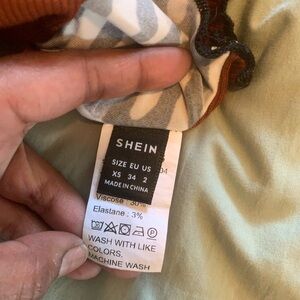 SHEIN
SIZE EU US
XS 34 2
MADE IN CHINA
04
Viscose : 30%
Elastane : 3%
WASH WITH LIKE
COLORS.
MACHINE WASH